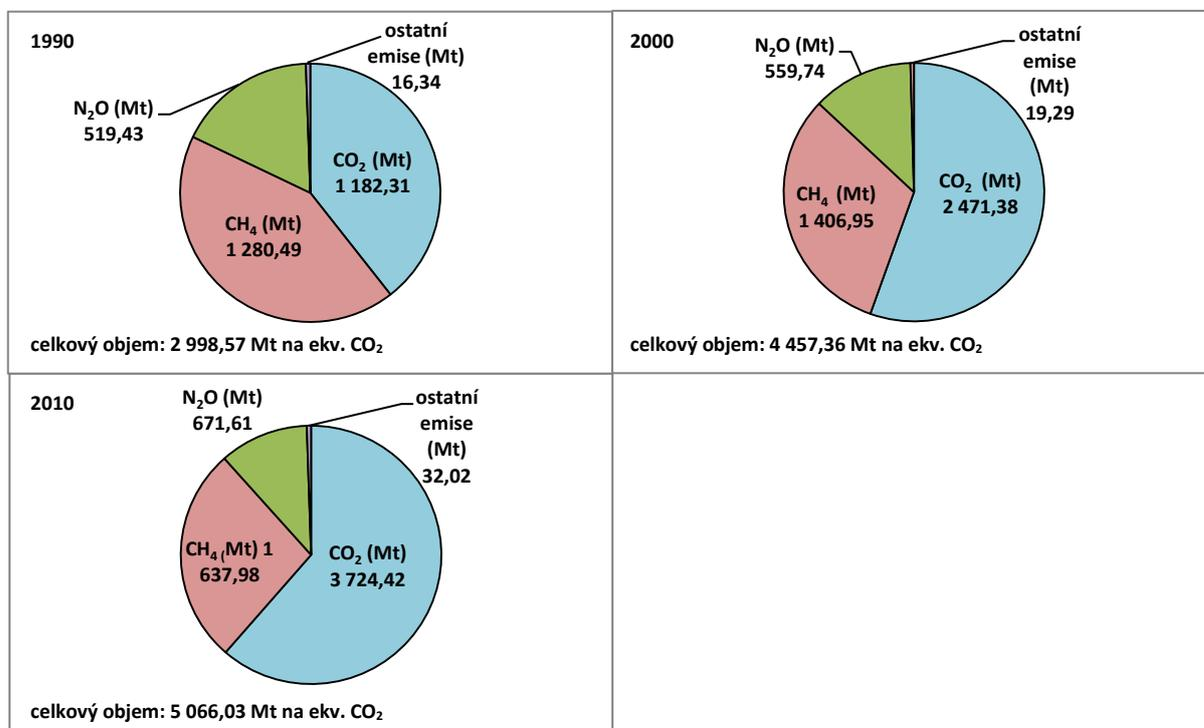 1990
ostatní
emise (Mt)
16,34
N₂O (Mt)
519,43
CO₂ (Mt)
1 182,31
CH₄ (Mt)
1 280,49
celkový objem: 2 998,57 Mt na ekv. CO₂
2000
N₂O (Mt)
559,74
ostatní
emise
(Mt)
19,29
CO₂ (Mt)
2 471,38
CH₄ (Mt)
1 406,95
celkový objem: 4 457,36 Mt na ekv. CO₂
2010
N₂O (Mt)
671,61
ostatní
emise
(Mt)
32,02
CH₄ (Mt) 1
637,98
CO₂ (Mt)
3 724,42
celkový objem: 5 066,03 Mt na ekv. CO₂